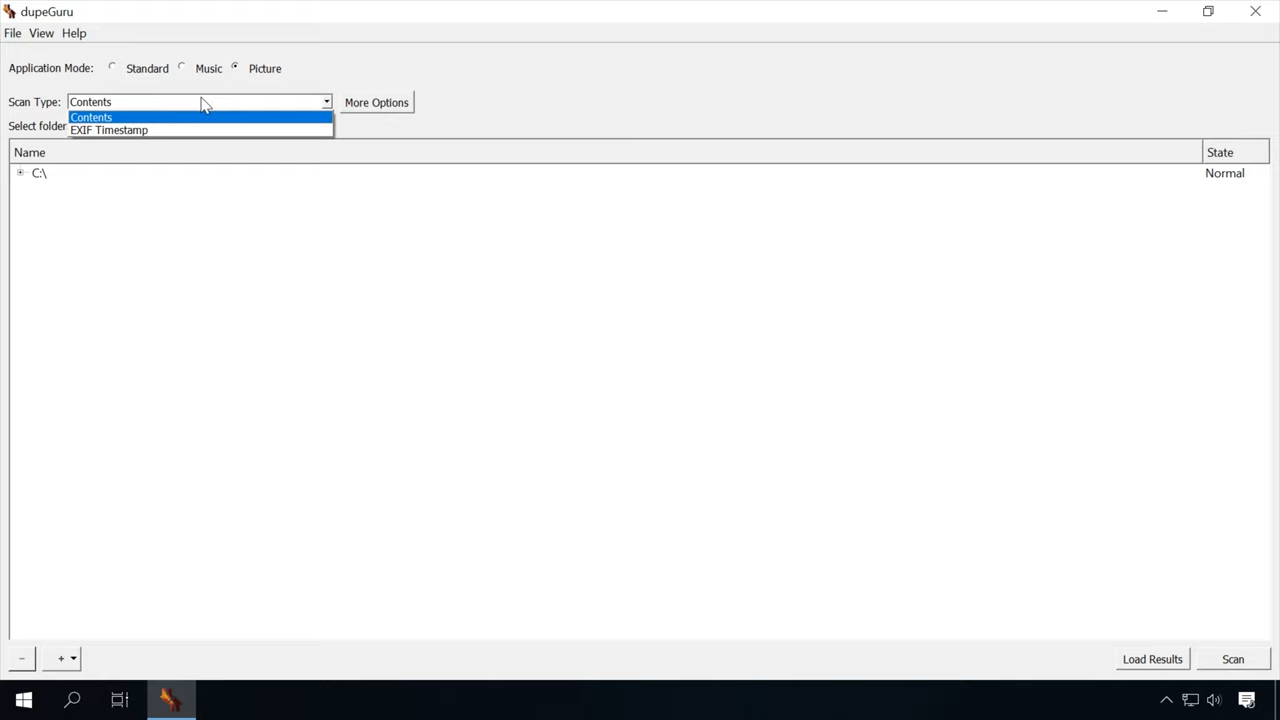 dupeGuru
File View Help
Application Mode: Standard Music Picture
Scan Type: Contents More Options
Contents
Select folder
EXIF Timestamp
Name State
C:\ Normal
- +
Load Results Scan